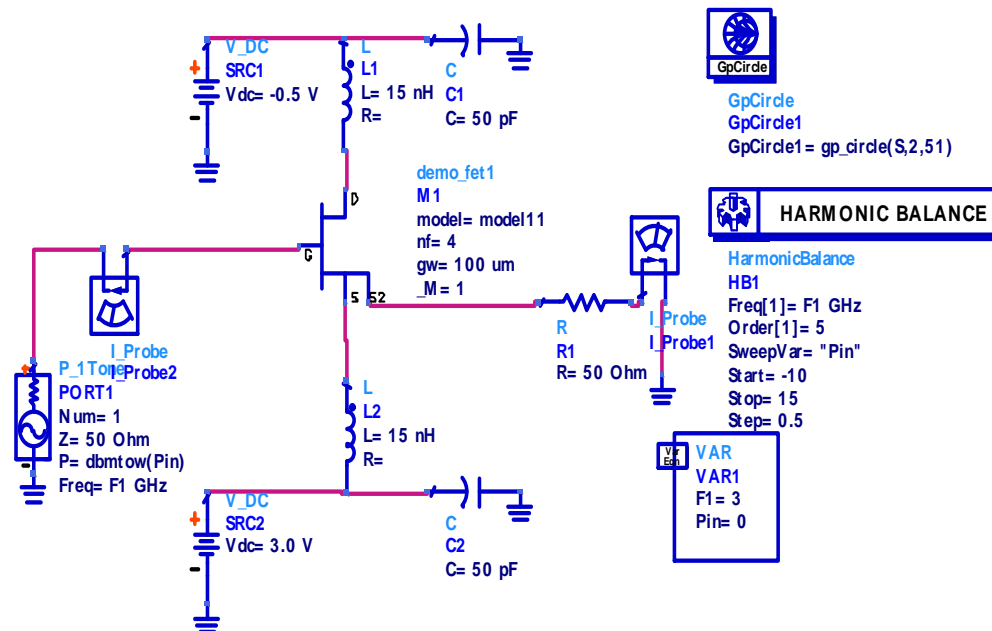 V_DC
SRC1
Vdc= -0.5 V
L
L1
L= 15 nH
R=
C
C1
C= 50 pF
GpCircle
GpCircle
GpCircle1
GpCircle1= gp_circle(S,2,51)
demo_fet1
M1
model= model11
nf= 4
gw= 100 um
_M= 1
D
G
S
S2
HARMONIC BALANCE
HarmonicBalance
HB1
Freq[1]= F1 GHz
Order[1]= 5
SweepVar= "Pin"
Start= -10
Stop= 15
Step= 0.5
I_Probe
I_Probe2
P_1Tone
PORT1
Num= 1
Z= 50 Ohm
P= dbmtow(Pin)
Freq= F1 GHz
R
R1
R= 50 Ohm
I_Probe
I_Probe1
L
L2
L= 15 nH
R=
Var
Eqn
VAR
VAR1
F1= 3
Pin= 0
V_DC
SRC2
Vdc= 3.0 V
C
C2
C= 50 pF